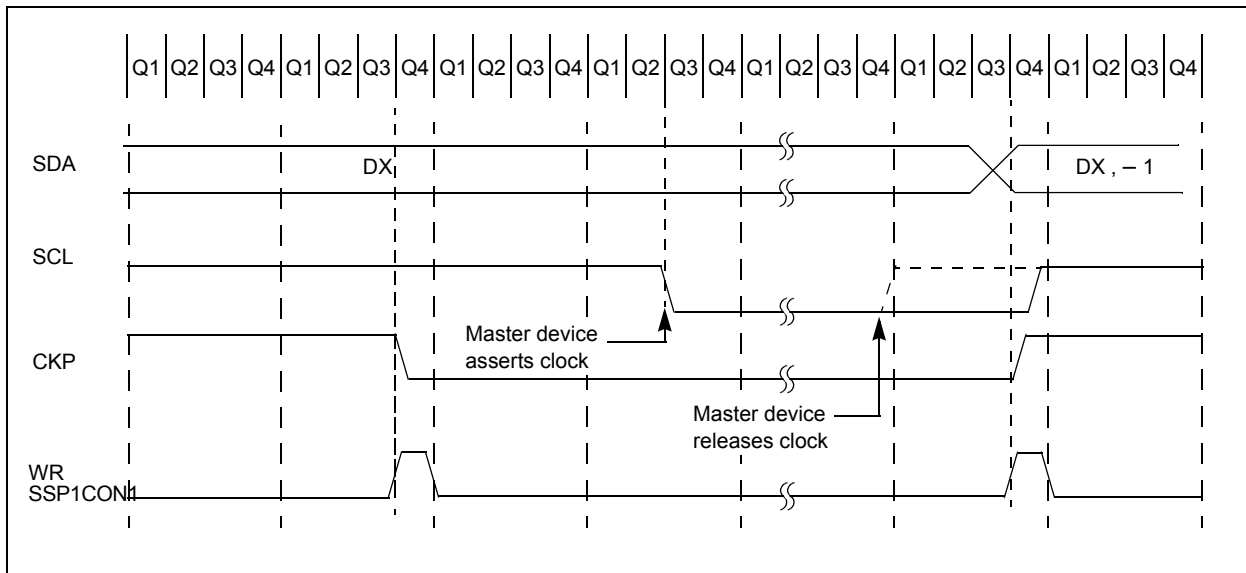 Q1 Q2 Q3 Q4 Q1 Q2 Q3 Q4 Q1 Q2 Q3 Q4 Q1 Q2 Q3 Q4 Q1 Q2 Q3 Q4 Q1 Q2 Q3 Q4 Q1 Q2 Q3 Q4
SDA
DX
DX , – 1
SCL
Master device
asserts clock
CKP
Master device
releases clock
WR
SSP1CON1